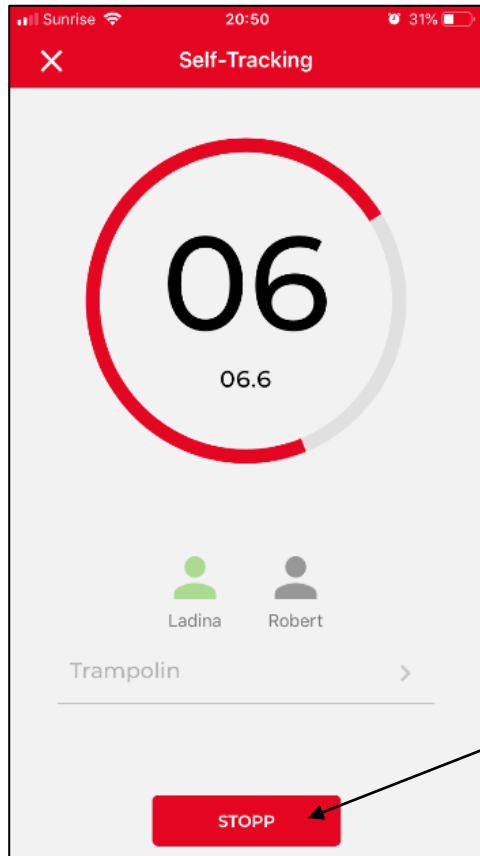 Sunrise 20:50 31%
Self-Tracking
06
06.6
Ladina Robert
Trampolin
STOPP